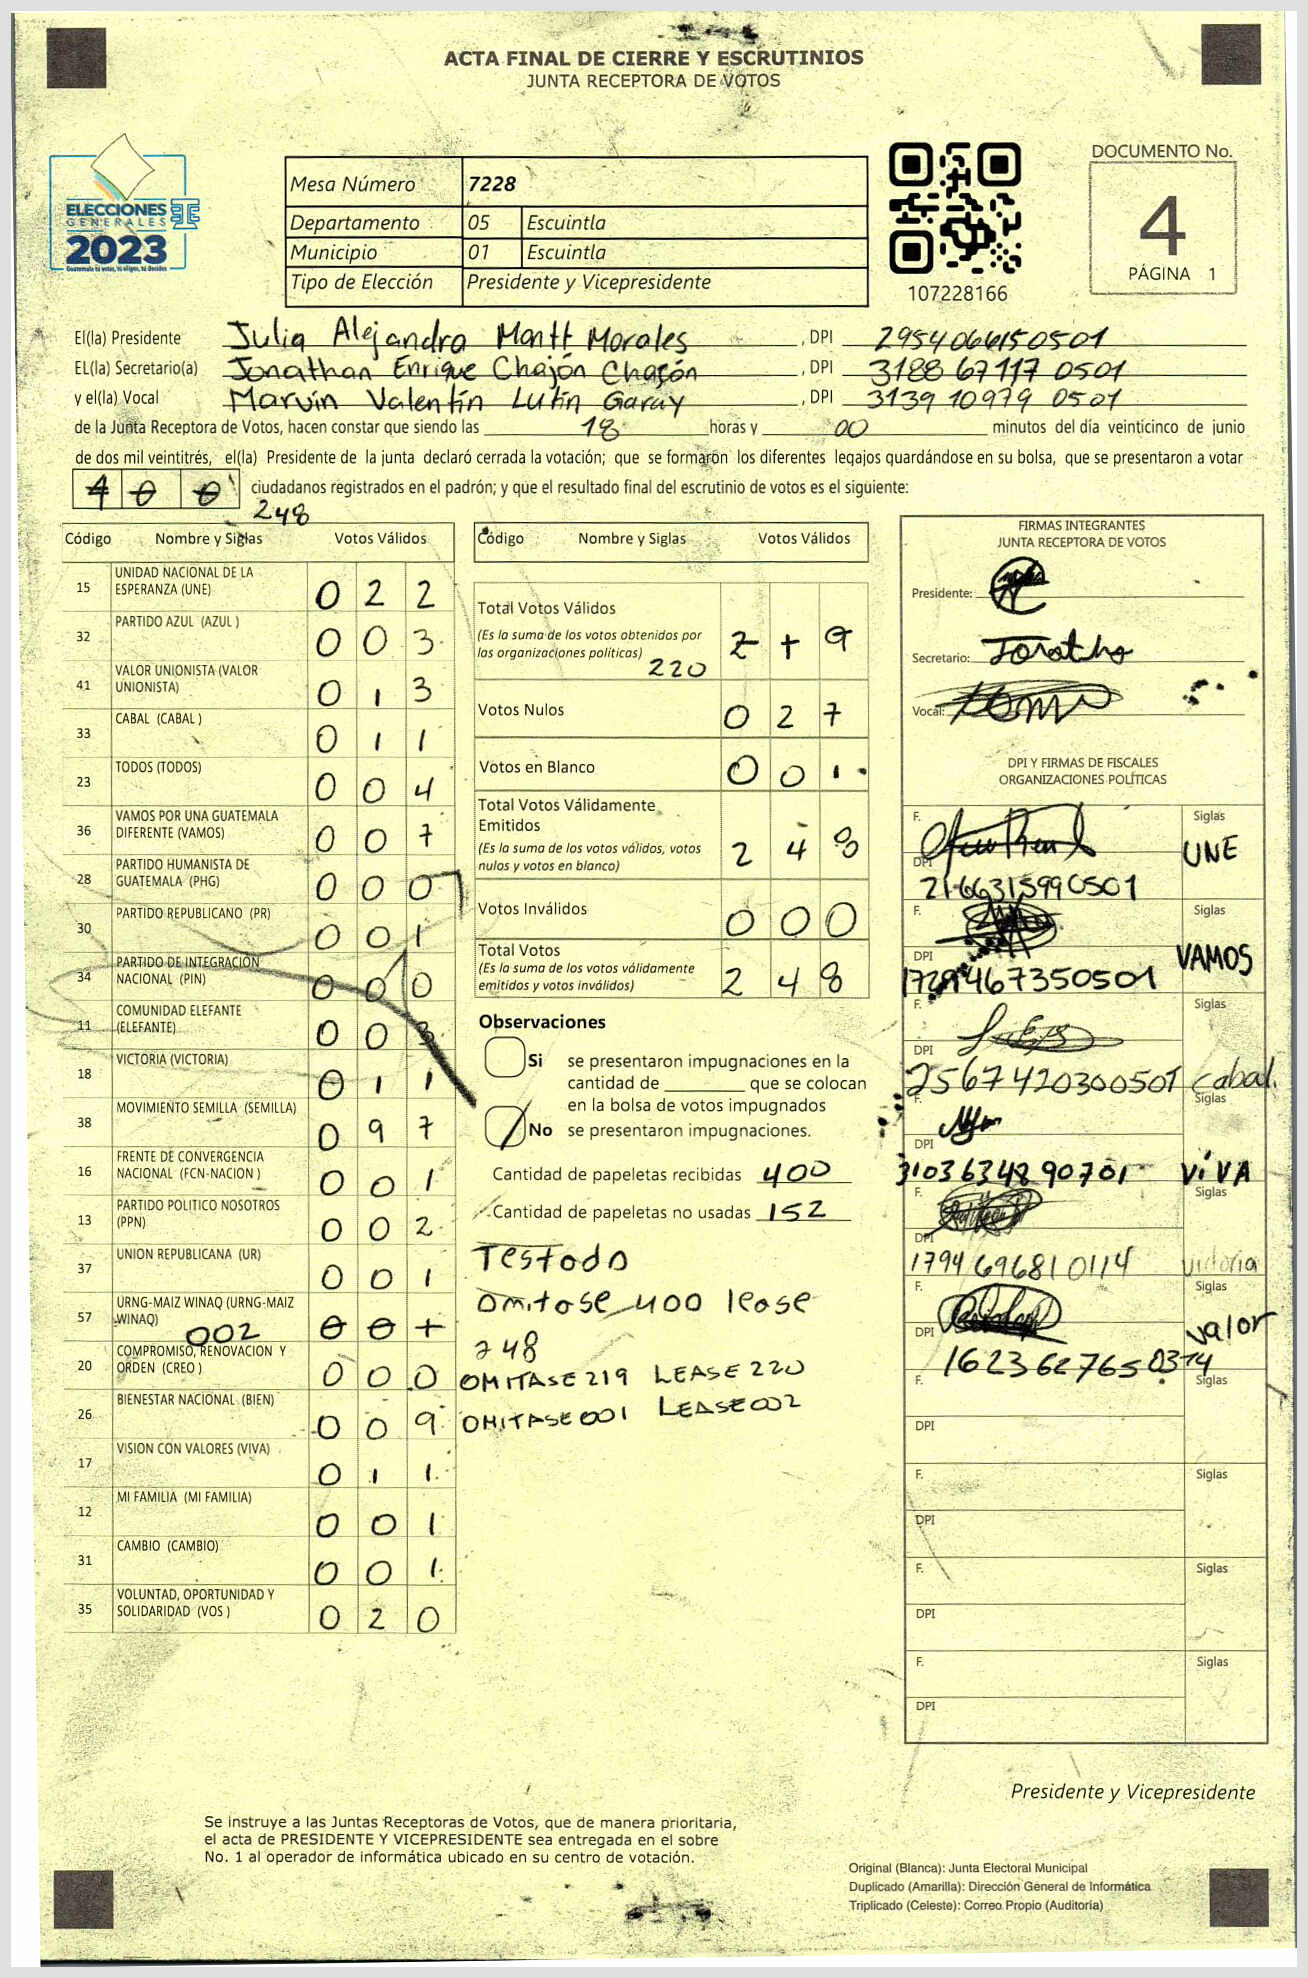 ACTA FINAL DE CIERRE Y ESCRUTINIOS
JUNTA RECEPTORA DE VOTOS
ELECCIONES
GENERALES
2023
Guatemala tú votas, tú eliges, tú decides
Mesa Número 7228
Departamento 05 Escuintla
Municipio 01 Escuintla
Tipo de Elección Presidente y Vicepresidente
107228166
DOCUMENTO No.
4
PÁGINA 1
El(la) Presidente Julia Alejandra Montt Morales , DPI 2954066150501
EL(la) Secretario(a) Jonathan Enrique Chajón Chajón , DPI 3188 67117 0501
y el(la) Vocal Marvin Valentín Lutín Garay , DPI 3139 10979 0501
de la Junta Receptora de Votos, hacen constar que siendo las 18 horas y 00 minutos del día veinticinco de junio
de dos mil veintitrés, el(la) Presidente de la junta declaró cerrada la votación; que se formarón los diferentes legajos quardándose en su bolsa, que se presentaron a votar
4 0 0 ciudadanos registrados en el padrón; y que el resultado final del escrutinio de votos es el siguiente:
248
Código Nombre y Siglas Votos Válidos
15 UNIDAD NACIONAL DE LA ESPERANZA (UNE) 0 2 2
32 PARTIDO AZUL (AZUL ) 0 0 3
41 VALOR UNIONISTA (VALOR UNIONISTA) 0 1 3
33 CABAL (CABAL ) 0 1 1
23 TODOS (TODOS) 0 0 4
36 VAMOS POR UNA GUATEMALA DIFERENTE (VAMOS) 0 0 7
28 PARTIDO HUMANISTA DE GUATEMALA (PHG) 0 0 0
30 PARTIDO REPUBLICANO (PR) 0 0 1
34 PARTIDO DE INTEGRACIÓN NACIONAL (PIN) 0 0 0
11 COMUNIDAD ELEFANTE (ELEFANTE) 0 0 3
18 VICTORIA (VICTORIA) 0 1 1
38 MOVIMIENTO SEMILLA (SEMILLA) 0 9 7
16 FRENTE DE CONVERGENCIA NACIONAL (FCN-NACION ) 0 0 1
13 PARTIDO POLITICO NOSOTROS (PPN) 0 0 2
37 UNION REPUBLICANA (UR) 0 0 1
57 URNG-MAIZ WINAQ (URNG-MAIZ WINAQ) 002 0 0 1
20 COMPROMISO, RENOVACION Y ORDEN (CREO ) 0 0 0
26 BIENESTAR NACIONAL (BIEN) 0 0 9
17 VISION CON VALORES (VIVA) 0 1 1
12 MI FAMILIA (MI FAMILIA) 0 0 1
31 CAMBIO (CAMBIO) 0 0 1
35 VOLUNTAD, OPORTUNIDAD Y SOLIDARIDAD (VOS ) 0 2 0
Código Nombre y Siglas Votos Válidos
Total Votos Válidos
(Es la suma de los votos obtenidos por
las organizaciones politicas) 2 1 9
220
Votos Nulos 0 2 7
Votos en Blanco 0 0 1
Total Votos Válidamente
Emitidos
(Es la suma de los votos válidos, votos
nulos y votos en blanco) 2 4 8
Votos Inválidos 0 0 0
Total Votos
(Es la suma de los votos válidamente
emitidos y votos inválidos) 2 4 8
Observaciones
Si se presentaron impugnaciones en la
cantidad de ________ que se colocan
en la bolsa de votos impugnados
No se presentaron impugnaciones.
Cantidad de papeletas recibidas 400
Cantidad de papeletas no usadas 152
Testodo
Omitase 400 lease
248
OMITASE 219 LEASE 220
OMITASE 001 LEASE 002
FIRMAS INTEGRANTES
JUNTA RECEPTORA DE VOTOS
Presidente:
Secretario:
Vocal:
DPI Y FIRMAS DE FISCALES
ORGANIZACIONES POLÍTICAS
F. Siglas
UNE
DPI
2166315990501
F. Siglas
VAMOS
DPI
467350501
F. Siglas
DPI
2567420300501 Cabal.
F. Siglas
DPI
3103634290701 ViVA
F. Siglas
DPI
1794696810114 victoria
F. Siglas
Valor
DPI
1623627650314
F. Siglas
DPI
F. Siglas
DPI
F. Siglas
DPI
F. Siglas
DPI
Presidente y Vicepresidente
Se instruye a las Juntas Receptoras de Votos, que de manera prioritaria,
el acta de PRESIDENTE Y VICEPRESIDENTE sea entregada en el sobre
No. 1 al operador de informática ubicado en su centro de votación.
Original (Blanca): Junta Electoral Municipal
Duplicado (Amarilla): Dirección General de Informática
Triplicado (Celeste): Correo Propio (Auditoría)